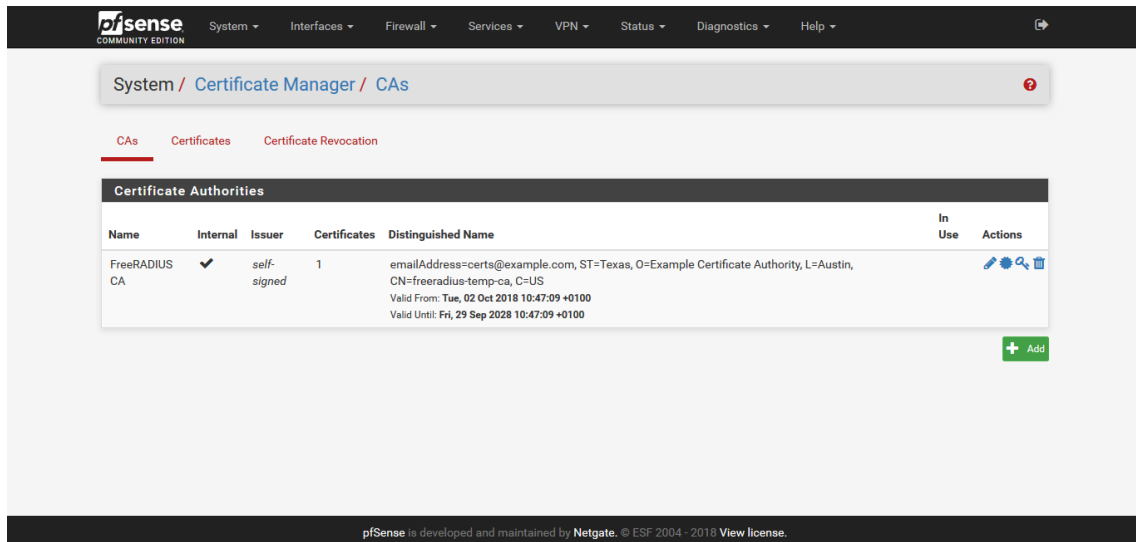 pfsense
COMMUNITY EDITION
System Interfaces Firewall Services VPN Status Diagnostics Help
System / Certificate Manager / CAs
CAs Certificates Certificate Revocation
Certificate Authorities
Name Internal Issuer Certificates Distinguished Name In Use Actions
FreeRADIUS CA self-signed 1 emailAddress=certs@example.com, ST=Texas, O=Example Certificate Authority, L=Austin,
CN=freeradius-temp-ca, C=US
Valid From: Tue, 02 Oct 2018 10:47:09 +0100
Valid Until: Fri, 29 Sep 2028 10:47:09 +0100
Add
pfSense is developed and maintained by Netgate. © ESF 2004 - 2018 View license.